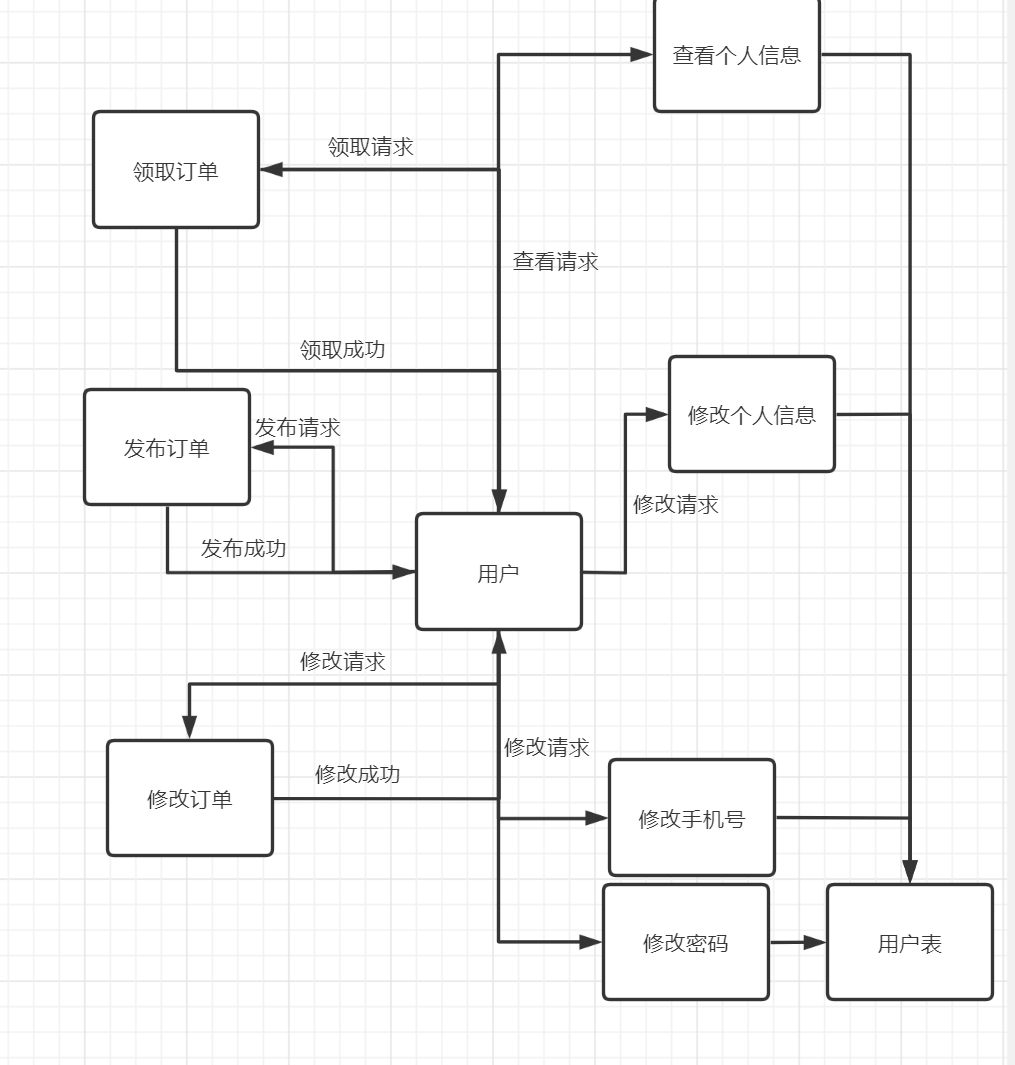 查看个人信息
领取请求
领取订单
查看请求
领取成功
修改个人信息
发布请求
发布订单
修改请求
发布成功
用户
修改请求
修改请求
修改成功
修改订单
修改手机号
修改密码
用户表